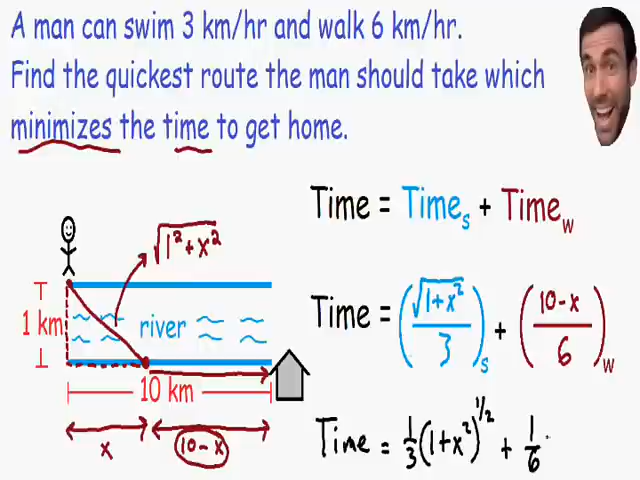 A man can swim 3 km/hr and walk 6 km/hr.
Find the quickest route the man should take which
minimizes the time to get home.
Time = Timeₛ + Time_w
√1²+x²
1 km
river
10 km
x
10-x
Time = (√1+x²/3)ₛ + (10-x/6)_w
Time = 1/3(1+x²)^1/2 + 1/6